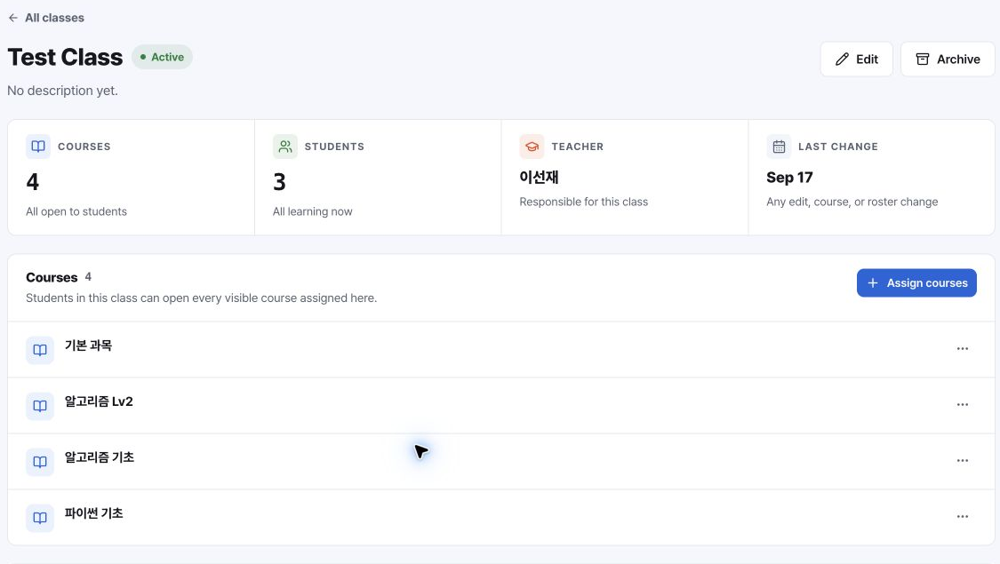 All classes
Test Class
Active
Edit
Archive
No description yet.
COURSES
4
All open to students
STUDENTS
3
All learning now
TEACHER
이선재
Responsible for this class
LAST CHANGE
Sep 17
Any edit, course, or roster change
Courses 4
Students in this class can open every visible course assigned here.
Assign courses
기본 과목
알고리즘 Lv2
알고리즘 기초
파이썬 기초